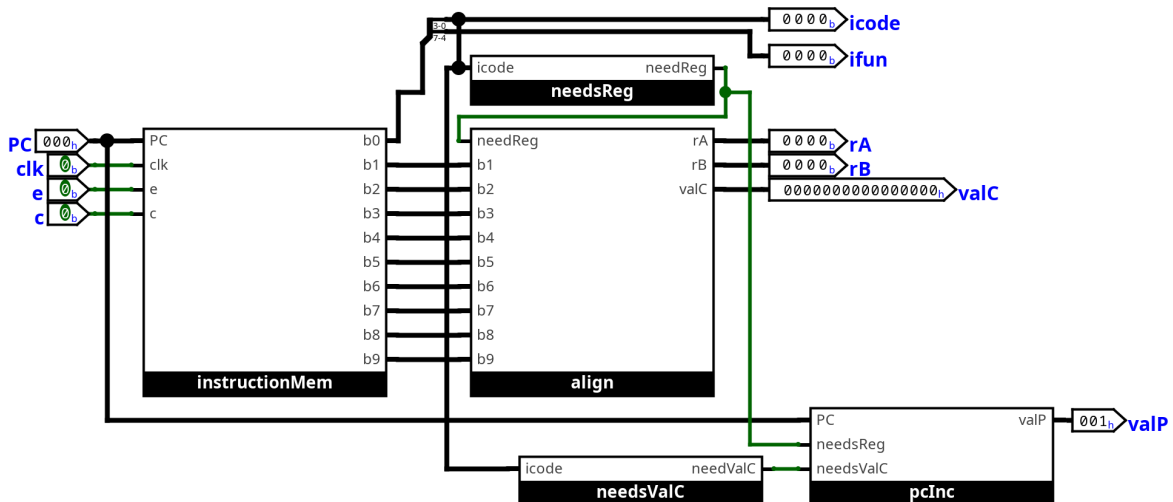 3-0
7-4
0000b icode
0000b ifun
icode needReg
needsReg
PC 000h
clk 0b
e 0b
c 0b
PC b0
clk b1
e b2
c b3
b4
b5
b6
b7
b8
b9
instructionMem
needReg rA
b1 rB
b2 valC
b3
b4
b5
b6
b7
b8
b9
align
0000b rA
0000b rB
0000000000000000h valC
PC valP
needsReg
needsValC
pcInc
001h valP
icode needValC
needsValC